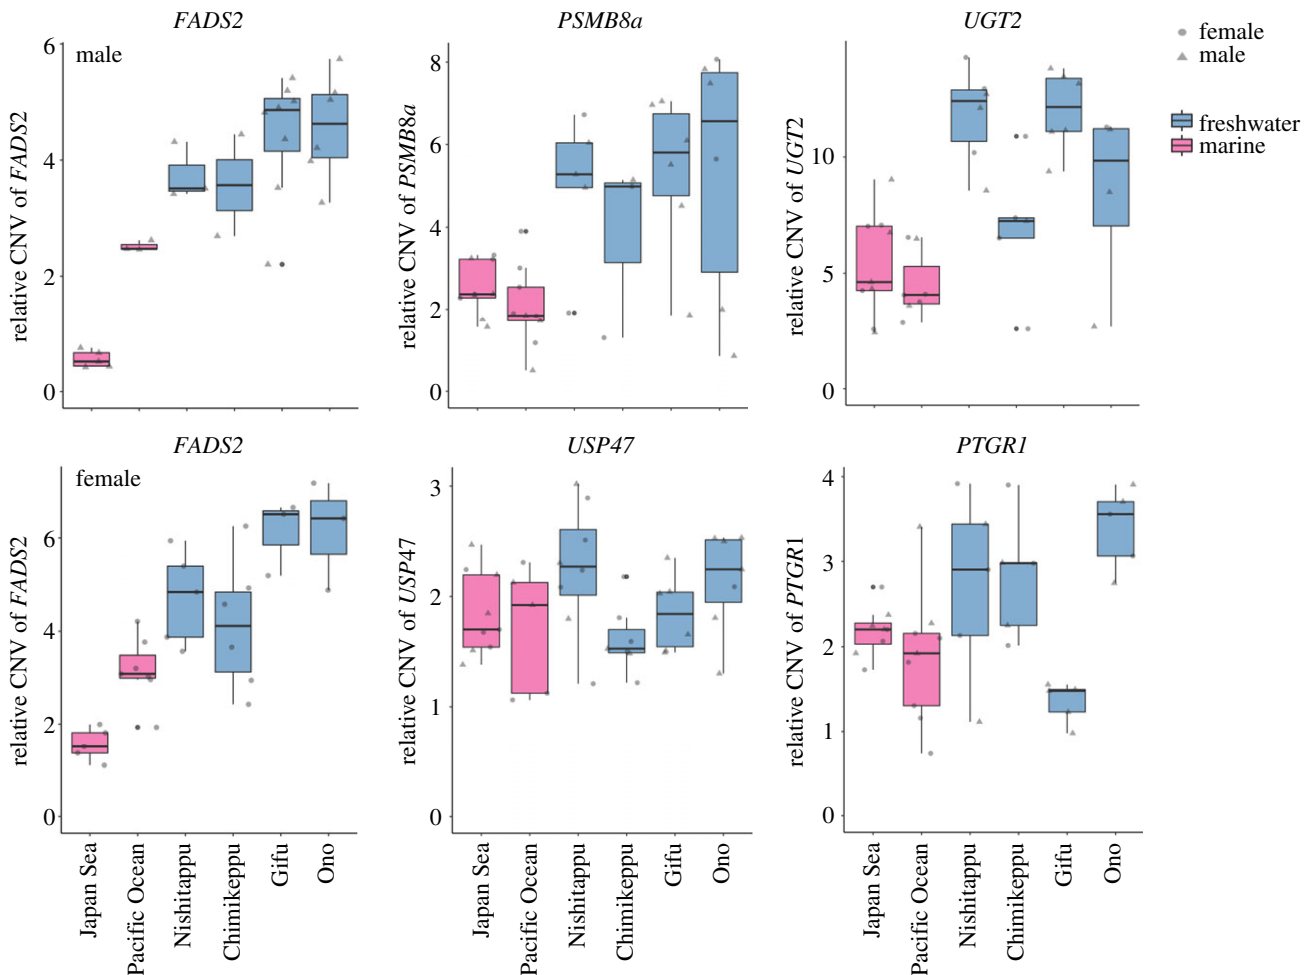 FADS2
PSMB8a
UGT2
female
male
freshwater
marine
male
relative CNV of FADS2
6
4
2
0
relative CNV of PSMB8a
8
6
4
2
0
relative CNV of UGT2
10
5
0
FADS2
USP47
PTGR1
female
relative CNV of FADS2
6
4
2
0
relative CNV of USP47
3
2
1
0
relative CNV of PTGR1
4
3
2
1
0
Japan Sea
Pacific Ocean
Nishitappu
Chimikeppu
Gifu
Ono
Japan Sea
Pacific Ocean
Nishitappu
Chimikeppu
Gifu
Ono
Japan Sea
Pacific Ocean
Nishitappu
Chimikeppu
Gifu
Ono